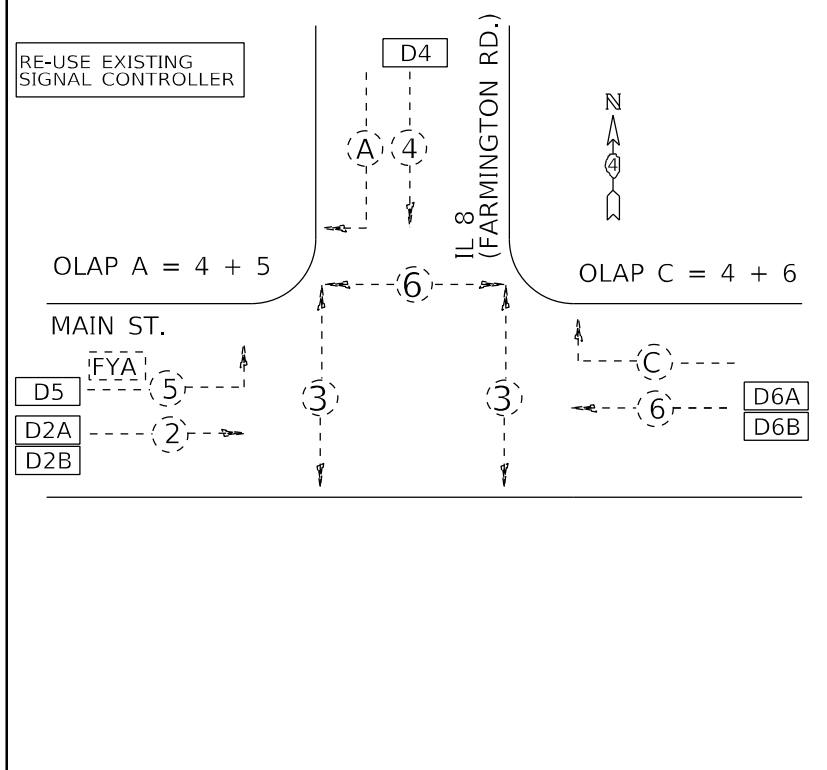 RE-USE EXISTING
SIGNAL CONTROLLER
D4
IL 8
(FARMINGTON RD.)
N
4
A
4
OLAP A = 4 + 5
6
OLAP C = 4 + 6
MAIN ST.
FYA
D5
5
3
3
C
D2A
2
6
D6A
D2B
D6B